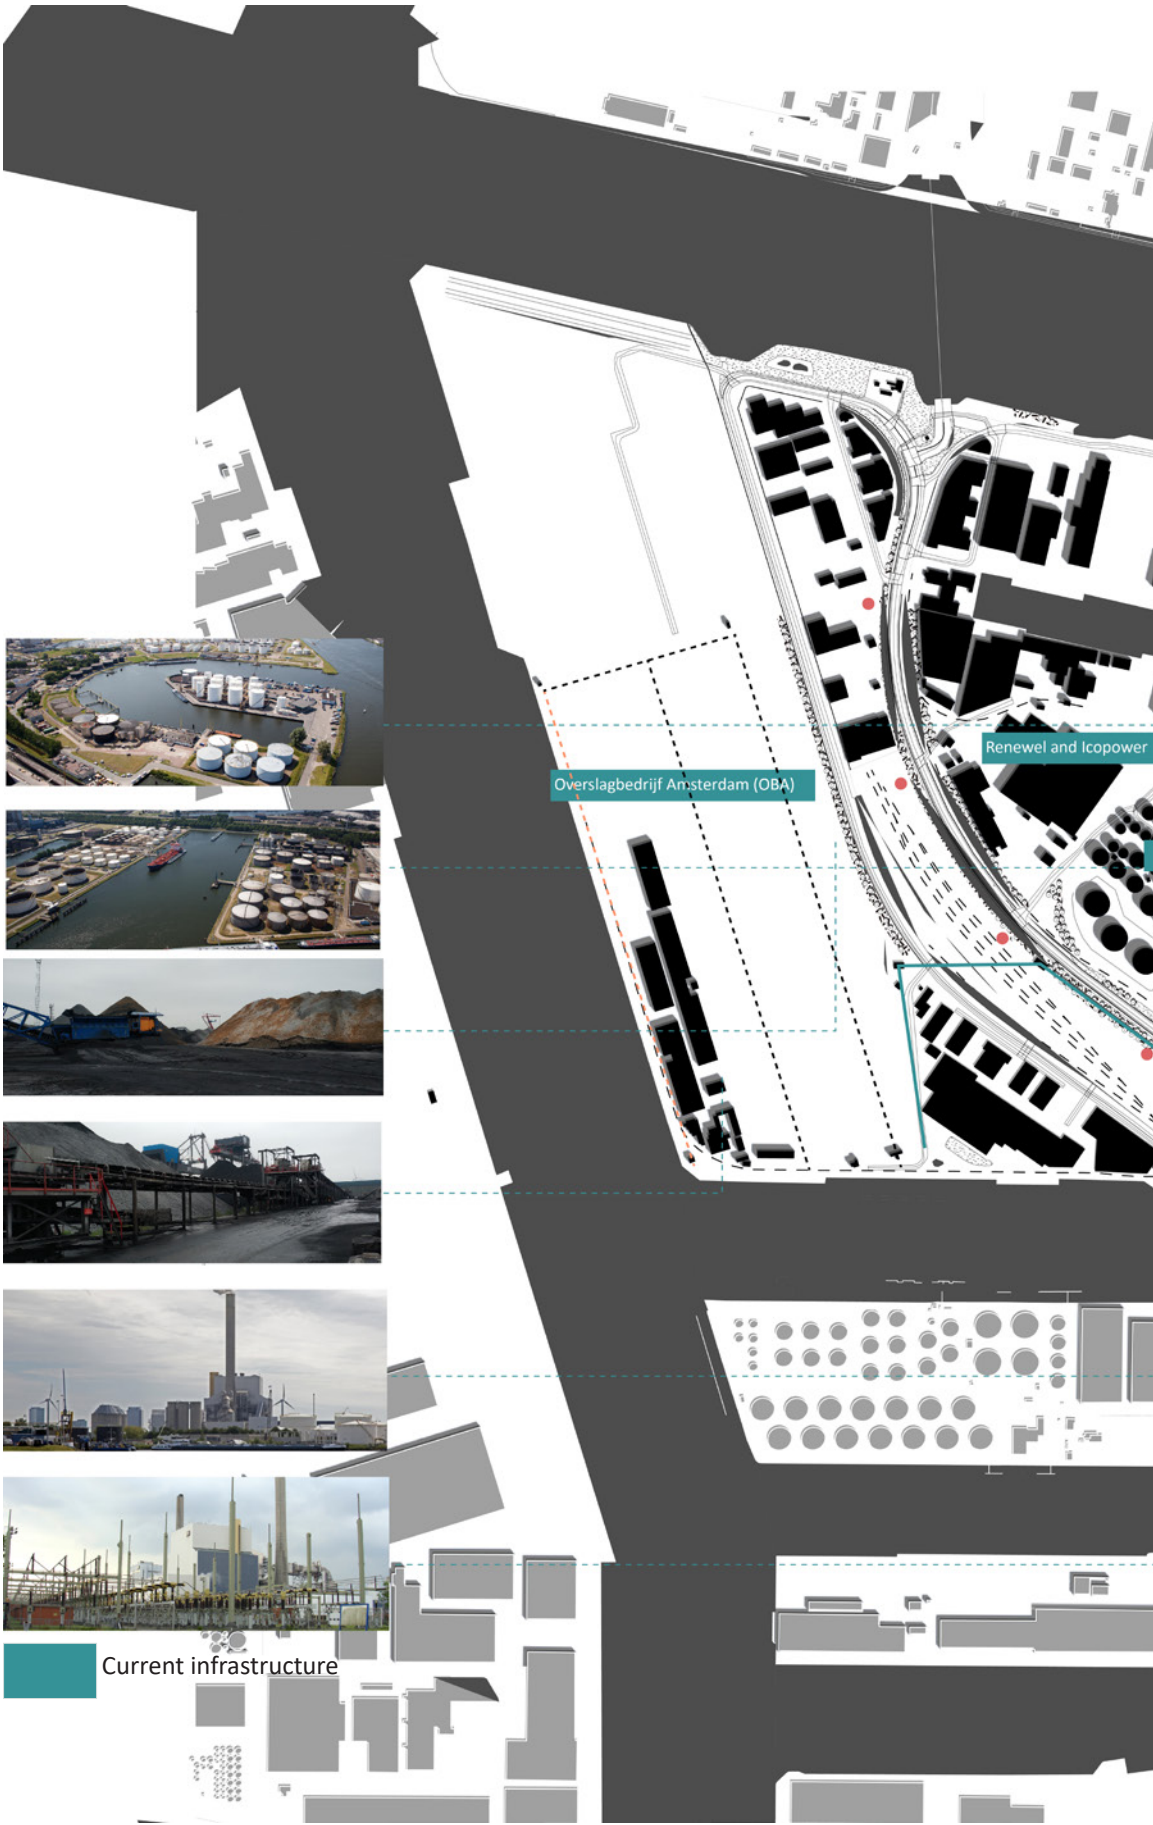 Renewel and Icopower
Overslagbedrijf Amsterdam (OBA)
Current infrastructure